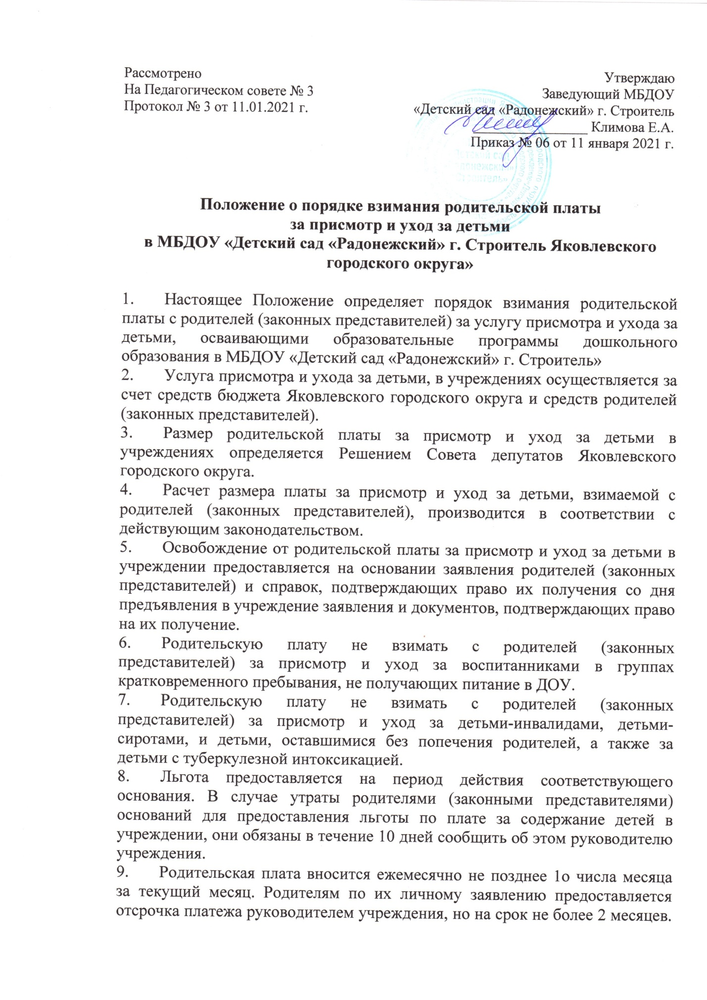 Рассмотрено
На Педагогическом совете № 3
Протокол № 3 от 11.01.2021 г.
Утверждаю
Заведующий МБДОУ
«Детский сад «Радонежский» г. Строитель
Климова Е.А.
Приказ № 06 от 11 января 2021 г.
Детский сад
Радонежский»
Строитель»
Положение о порядке взимания родительской платы
за присмотр и уход за детьми
в МБДОУ «Детский сад «Радонежский» г. Строитель Яковлевского
городского округа»
1. Настоящее Положение определяет порядок взимания родительской
платы с родителей (законных представителей) за услугу присмотра и ухода за
детьми, осваивающими образовательные программы дошкольного
образования в МБДОУ «Детский сад «Радонежский» г. Строитель»
2. Услуга присмотра и ухода за детьми, в учреждениях осуществляется за
счет средств бюджета Яковлевского городского округа и средств родителей
(законных представителей).
3. Размер родительской платы за присмотр и уход за детьми в
учреждениях определяется Решением Совета депутатов Яковлевского
городского округа.
4. Расчет размера платы за присмотр и уход за детьми, взимаемой с
родителей (законных представителей), производится в соответствии с
действующим законодательством.
5. Освобождение от родительской платы за присмотр и уход за детьми в
учреждении предоставляется на основании заявления родителей (законных
представителей) и справок, подтверждающих право их получения со дня
предъявления в учреждение заявления и документов, подтверждающих право
на их получение.
6. Родительскую плату не взимать с родителей (законных
представителей) за присмотр и уход за воспитанниками в группах
кратковременного пребывания, не получающих питание в ДОУ.
7. Родительскую плату не взимать с родителей (законных
представителей) за присмотр и уход за детьми-инвалидами, детьми-
сиротами, и детьми, оставшимися без попечения родителей, а также за
детьми с туберкулезной интоксикацией.
8. Льгота предоставляется на период действия соответствующего
основания. В случае утраты родителями (законными представителями)
оснований для предоставления льготы по плате за содержание детей в
учреждении, они обязаны в течение 10 дней сообщить об этом руководителю
учреждения.
9. Родительская плата вносится ежемесячно не позднее 1о числа месяца
за текущий месяц. Родителям по их личному заявлению предоставляется
отсрочка платежа руководителем учреждения, но на срок не более 2 месяцев.